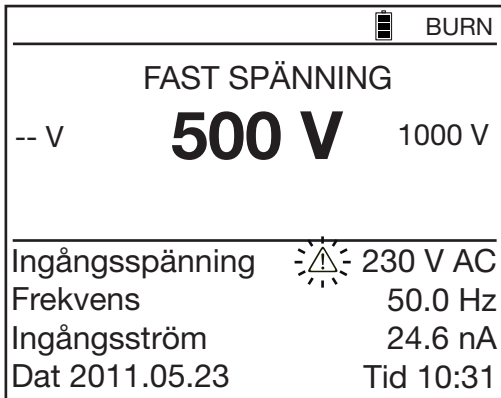 BURN
FAST SPÄNNING
-- V 500 V 1000 V
Ingångsspänning 230 V AC
Frekvens 50.0 Hz
Ingångsström 24.6 nA
Dat 2011.05.23 Tid 10:31